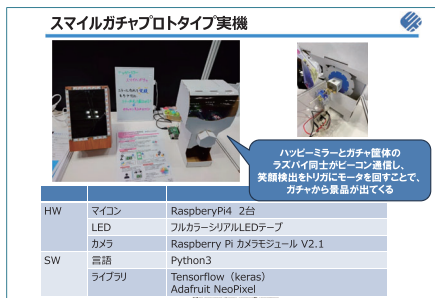 スマイルガチャプロトタイプ実機
ハッピーミラーとガチャ筐体の
ラズパイ同士がビーコン通信し、
笑顔検出をトリガにモータを回すことで、
ガチャから景品が出てくる
HW マイコン RaspberyPi4 2台
LED フルカラーシリアルLEDテープ
カメラ Raspberry Pi カメラモジュール V2.1
SW 言語 Python3
ライブラリ Tensorflow（keras）
Adafruit NeoPixel